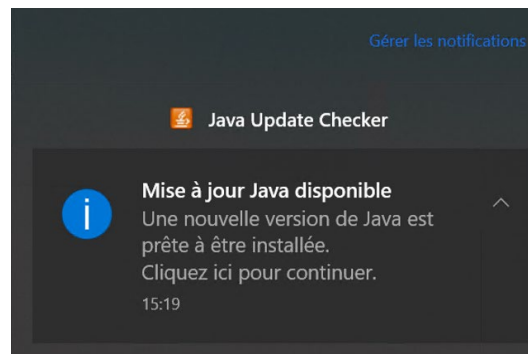 Gérer les notifications
Java Update Checker
Mise à jour Java disponible
Une nouvelle version de Java est
prête à être installée.
Cliquez ici pour continuer.
15:19